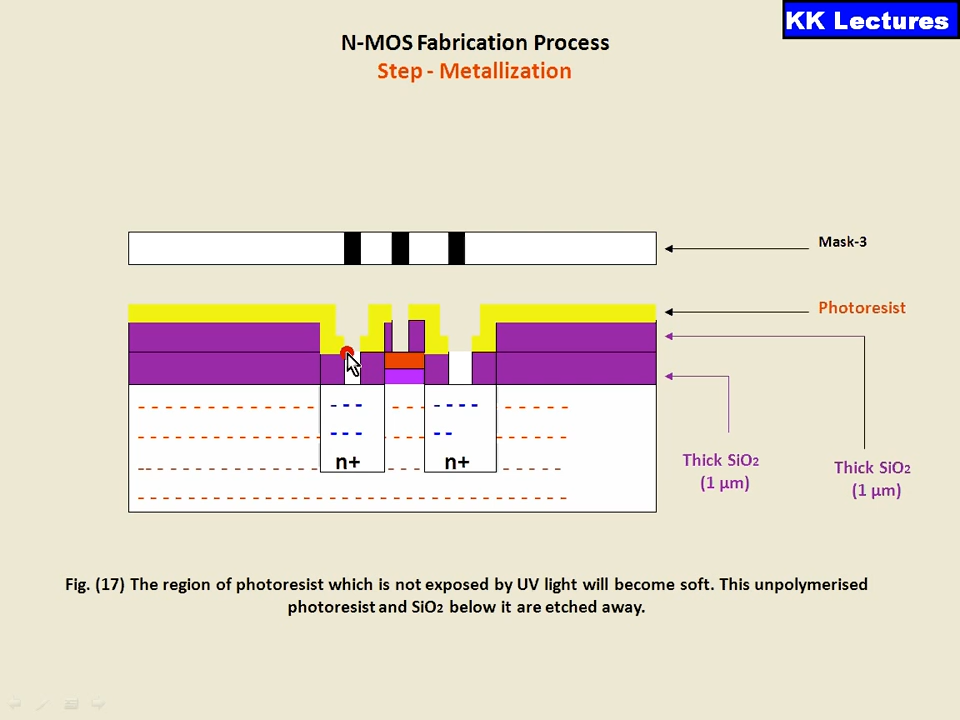 KK Lectures
N-MOS Fabrication Process
Step - Metallization
Mask-3
Photoresist
Thick SiO2
(1 µm)
Thick SiO2
(1 µm)
n+
n+
Fig. (17) The region of photoresist which is not exposed by UV light will become soft. This unpolymerised
photoresist and SiO2 below it are etched away.